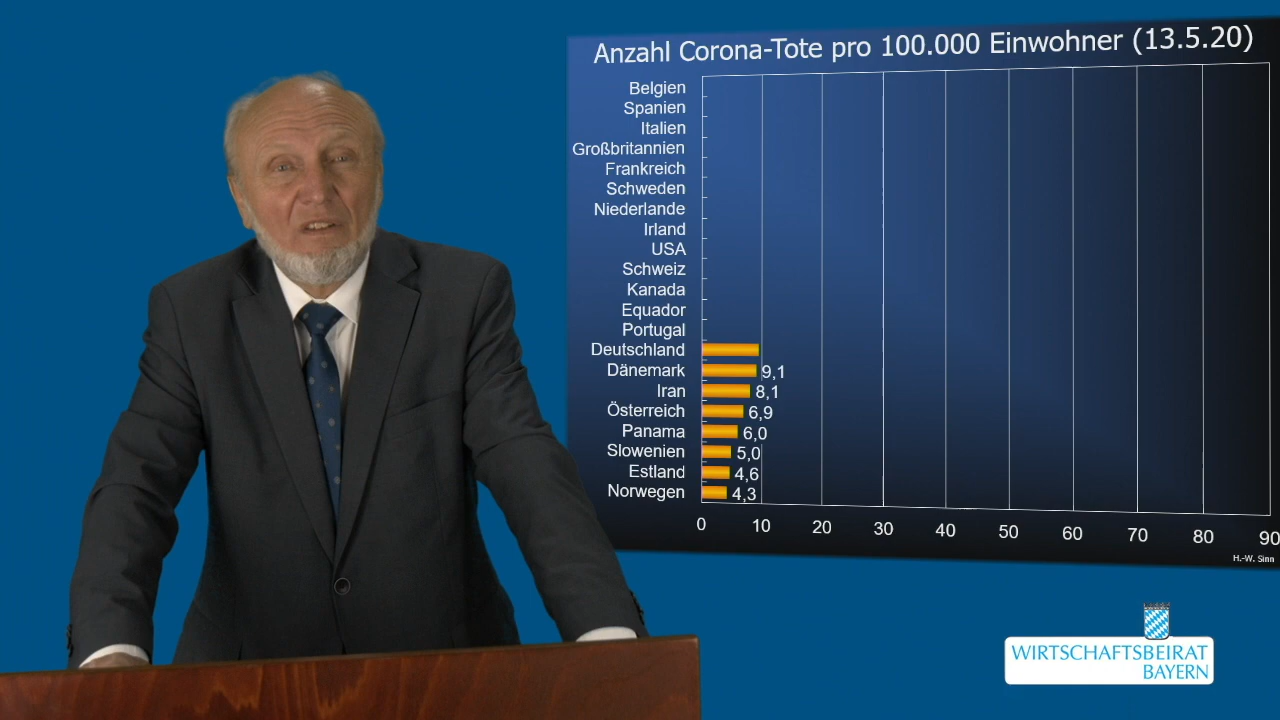 Anzahl Corona-Tote pro 100.000 Einwohner (13.5.20)
Belgien
Spanien
Italien
Großbritannien
Frankreich
Schweden
Niederlande
Irland
USA
Schweiz
Kanada
Equador
Portugal
Deutschland
Dänemark 9,1
Iran 8,1
Österreich 6,9
Panama 6,0
Slowenien 5,0
Estland 4,6
Norwegen 4,3
0 10 20 30 40 50 60 70 80 90
H.-W. Sinn
WIRTSCHAFTSBEIRAT
BAYERN